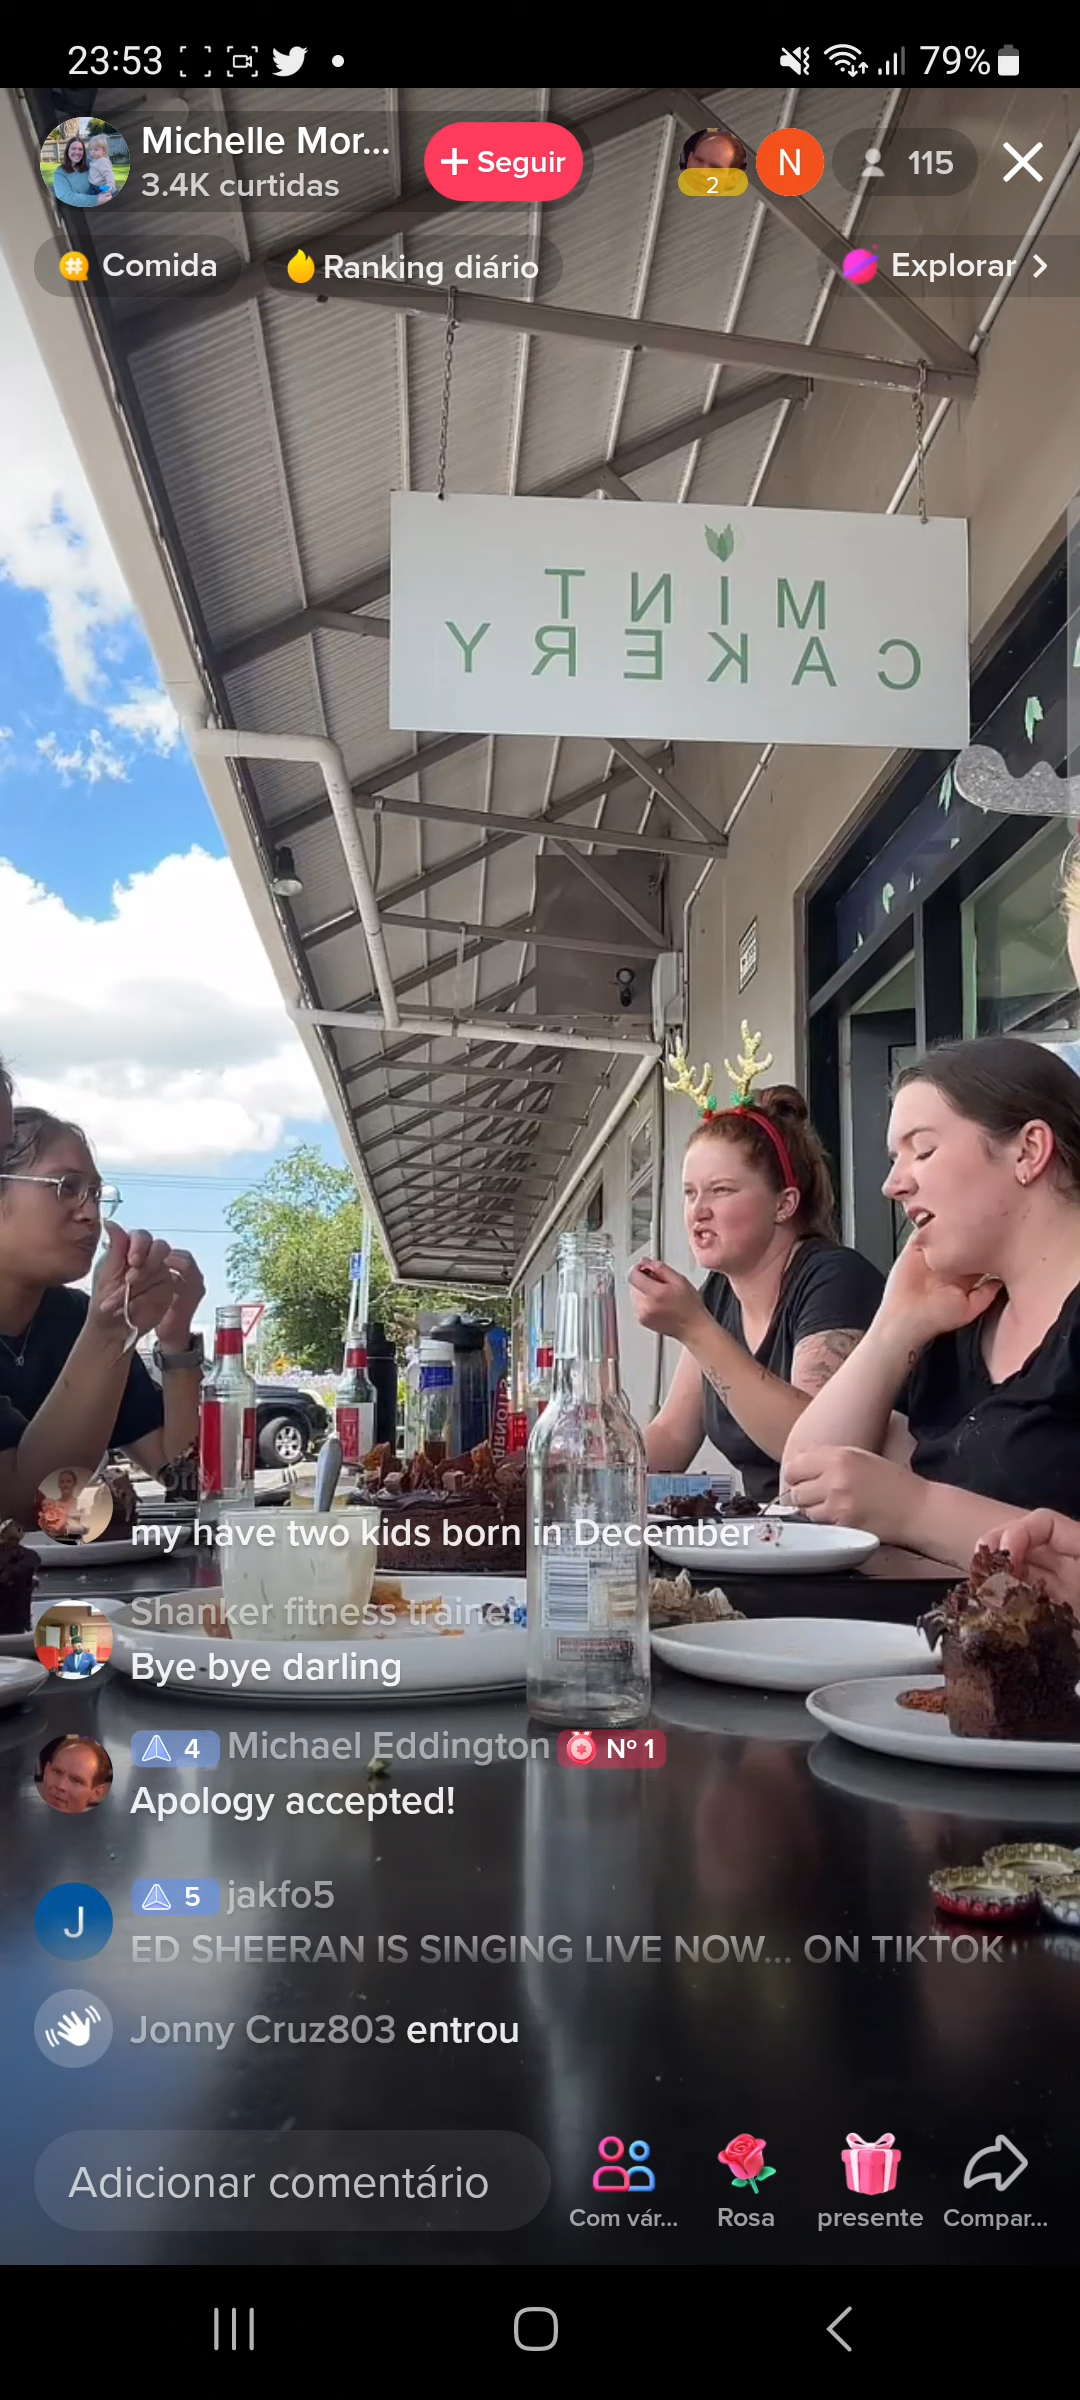 23:53
79%
Michelle Mor...
3.4K curtidas
+ Seguir
2
N
115
Comida
Ranking diário
Explorar
MINT
CAKERY
my have two kids born in December
Shanker fitness trainer
Bye bye darling
4 Michael Eddington Nº 1
Apology accepted!
J
5 jakfo5
ED SHEERAN IS SINGING LIVE NOW... ON TIKTOK
Jonny Cruz803 entrou
Adicionar comentário
Com vár...
Rosa
presente
Compar...